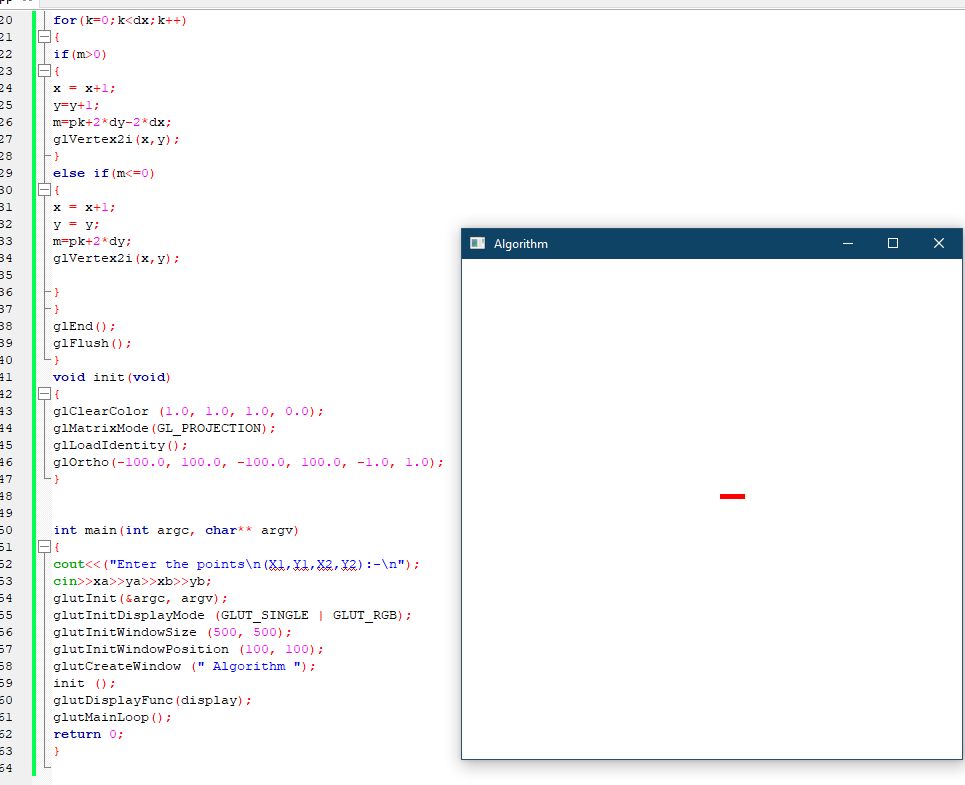 20 for(k=0;k<dx;k++)
21 {
22 if(m>0)
23 {
24 x = x+1;
25 y=y+1;
26 m=pk+2*dy-2*dx;
27 glVertex2i(x,y);
28 }
29 else if(m<=0)
30 {
31 x = x+1;
32 y = y;
33 m=pk+2*dy;
34 glVertex2i(x,y);
35
36 }
37 }
38 glEnd();
39 glFlush();
40 }
41 void init(void)
42 {
43 glClearColor (1.0, 1.0, 1.0, 0.0);
44 glMatrixMode(GL_PROJECTION);
45 glLoadIdentity();
46 glOrtho(-100.0, 100.0, -100.0, 100.0, -1.0, 1.0);
47 }
48
49
50 int main(int argc, char** argv)
51 {
52 cout<<("Enter the points\n(X1,Y1,X2,Y2):-\n");
53 cin>>xa>>ya>>xb>>yb;
54 glutInit(&argc, argv);
55 glutInitDisplayMode (GLUT_SINGLE | GLUT_RGB);
56 glutInitWindowSize (500, 500);
57 glutInitWindowPosition (100, 100);
58 glutCreateWindow (" Algorithm ");
59 init ();
60 glutDisplayFunc(display);
61 glutMainLoop();
62 return 0;
63 }
64
Algorithm